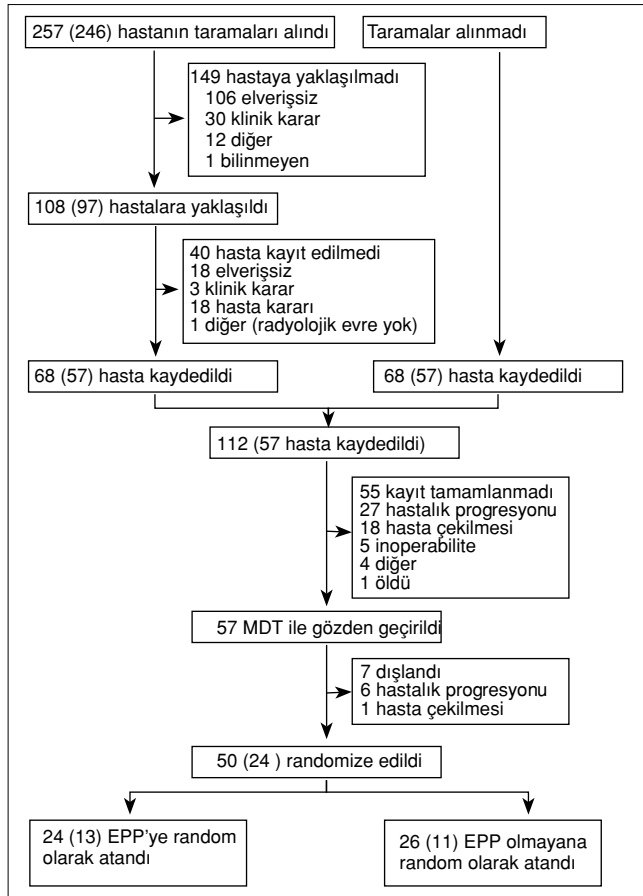 257 (246) hastanın taramaları alındı
Taramalar alınmadı
149 hastaya yaklaşılmadı
106 elverişsiz
30 klinik karar
12 diğer
1 bilinmeyen
108 (97) hastalara yaklaşıldı
40 hasta kayıt edilmedi
18 elverişsiz
3 klinik karar
18 hasta kararı
1 diğer (radyolojik evre yok)
68 (57) hasta kaydedildi
68 (57) hasta kaydedildi
112 (57 hasta kaydedildi)
55 kayıt tamamlanmadı
27 hastalık progresyonu
18 hasta çekilmesi
5 inoperabilite
4 diğer
1 öldü
57 MDT ile gözden geçirildi
7 dışlandı
6 hastalık progresyonu
1 hasta çekilmesi
50 (24 ) randomize edildi
24 (13) EPP'ye random
olarak atandı
26 (11) EPP olmayana
random olarak atandı